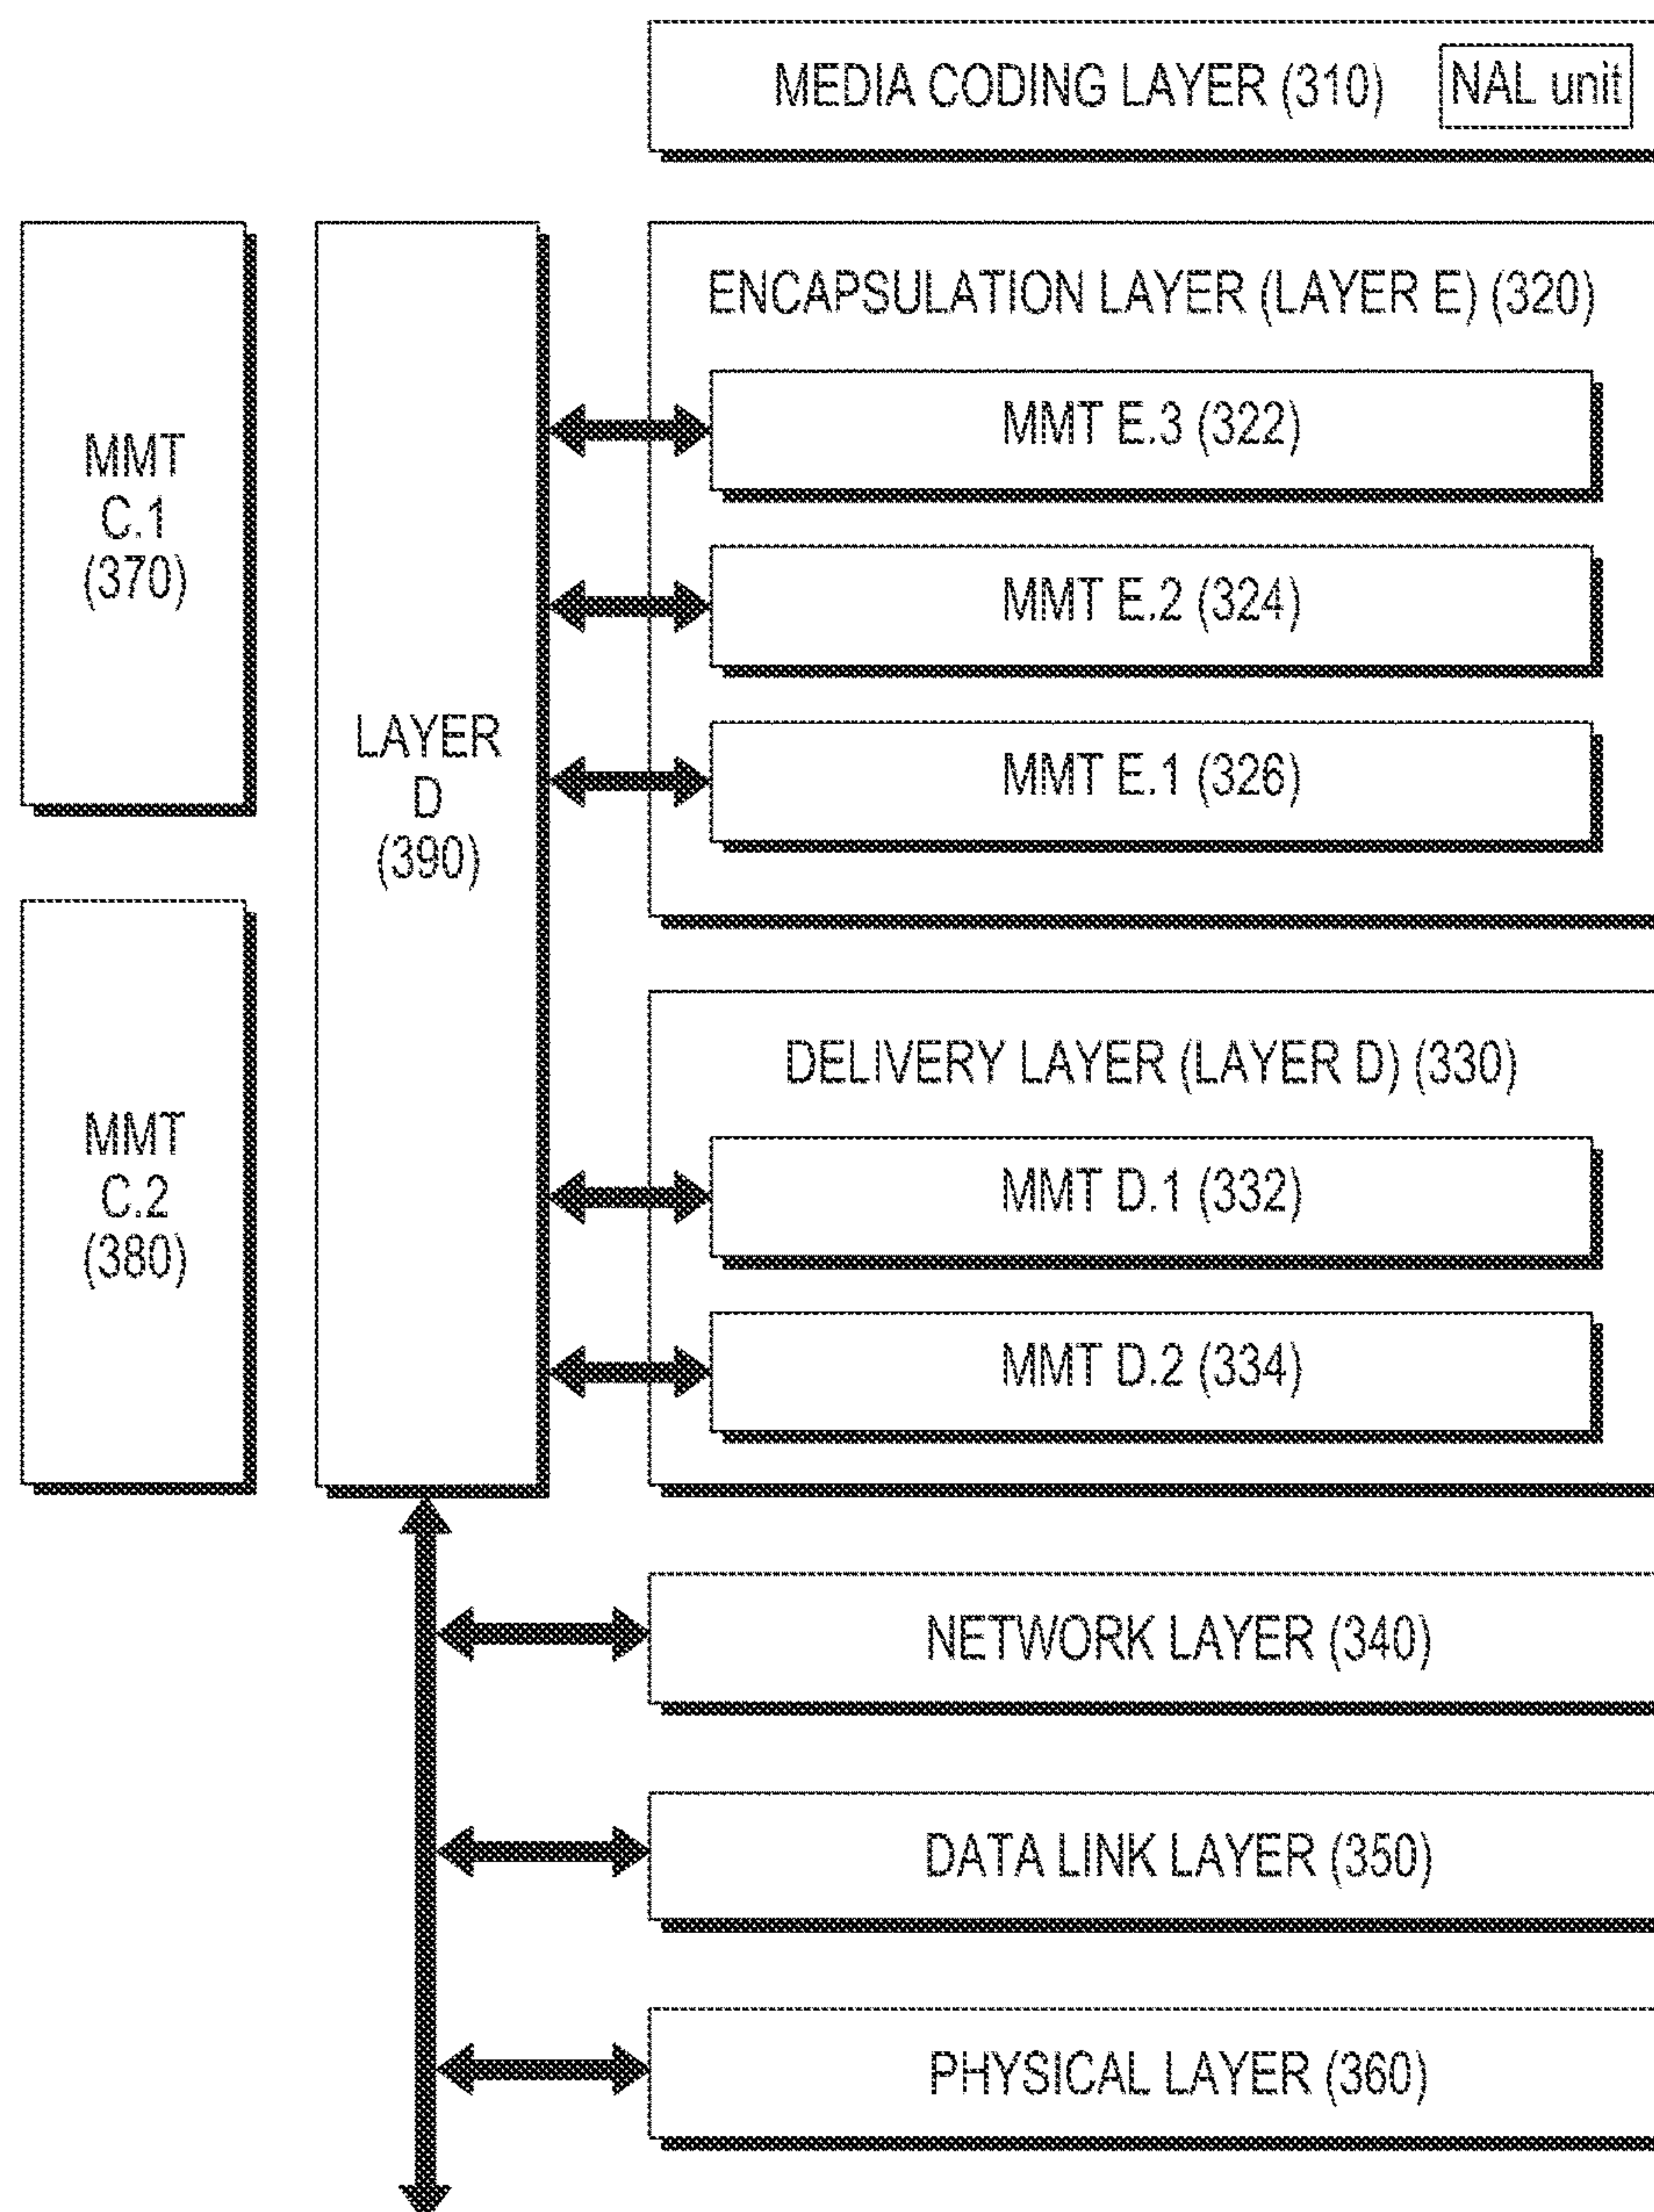 MEDIA CODING LAYER (310)
NAL unit
ENCAPSULATION LAYER (LAYER E) (320)
MMT E.3 (322)
MMT E.2 (324)
MMT E.1 (326)
MMT
C.1
(370)
LAYER
D
(390)
MMT
C.2
(380)
DELIVERY LAYER (LAYER D) (330)
MMT D.1 (332)
MMT D.2 (334)
NETWORK LAYER (340)
DATA LINK LAYER (350)
PHYSICAL LAYER (360)